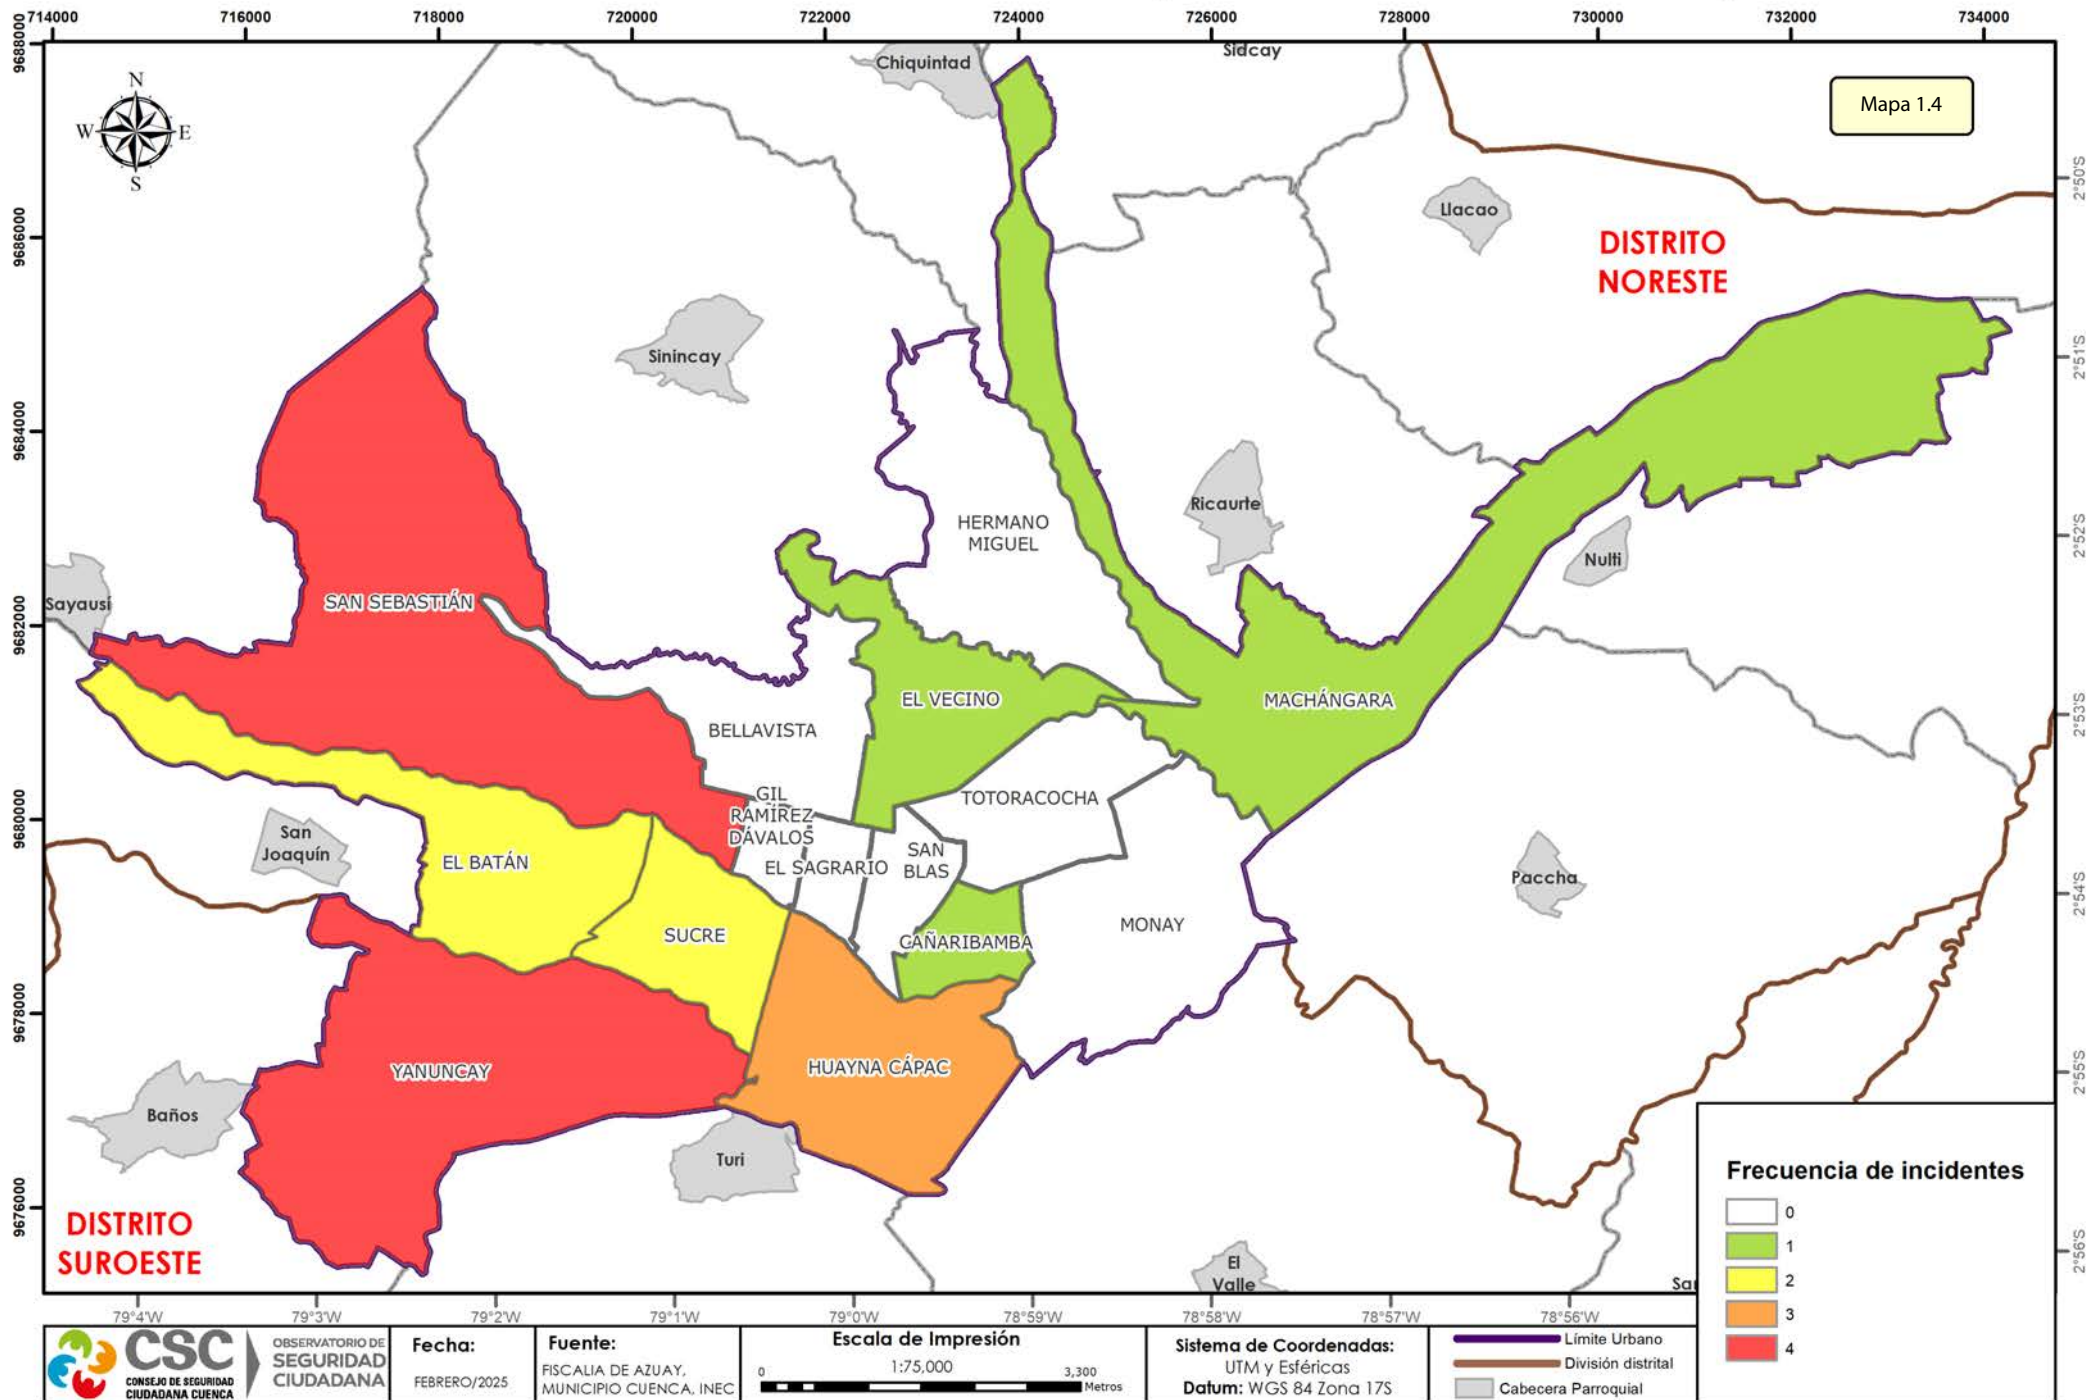 714000 716000 718000 720000 722000 724000 726000 728000 730000 732000 734000
9688000
9686000
9684000
9682000
9680000
9678000
9676000
N
W E
S
Chiquintad
Sidcay
Mapa 1.4
2°50'S
Llacao
DISTRITO
NORESTE
Sinincay
2°51'S
Ricaurte
HERMANO
MIGUEL
2°52'S
Nulti
Sayausí
SAN SEBASTIÁN
EL VECINO
MACHÁNGARA
2°53'S
BELLAVISTA
GIL
RAMÍREZ
DÁVALOS
TOTORACOCHA
San
Joaquín
EL BATÁN
EL SAGRARIO
SAN
BLAS
Paccha
2°54'S
SUCRE
CAÑARIBAMBA
MONAY
YANUNCAY
HUAYNA CÁPAC
2°55'S
Baños
Turi
DISTRITO
SUROESTE
El
Valle
2°56'S
Frecuencia de incidentes
0
1
2
3
4
79°4'W 79°3'W 79°2'W 79°1'W 79°0'W 78°59'W 78°58'W 78°57'W 78°56'W
CSC
CONSEJO DE SEGURIDAD
CIUDADANA CUENCA
OBSERVATORIO DE
SEGURIDAD
CIUDADANA
Fecha:
FEBRERO/2025
Fuente:
FISCALIA DE AZUAY,
MUNICIPIO CUENCA, INEC
Escala de Impresión
1:75,000
0 3,300
Metros
Sistema de Coordenadas:
UTM y Esféricas
Datum: WGS 84 Zona 17S
Límite Urbano
División distrital
Cabecera Parroquial